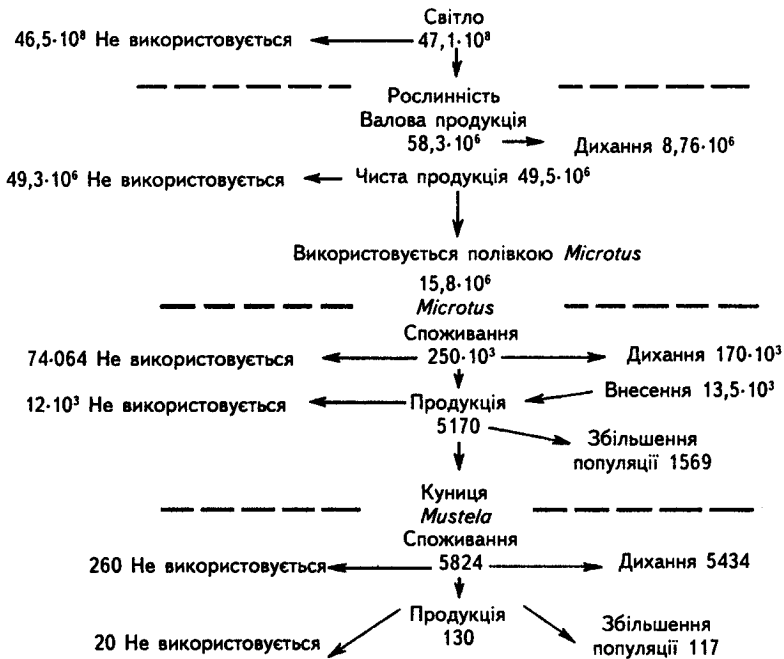 Світло
46,5·10⁸ Не використовується
47,1·10⁸
Рослинність
Валова продукція
58,3·10⁶
Дихання 8,76·10⁶
49,3·10⁶ Не використовується
Чиста продукція 49,5·10⁶
Використовується полівкою Microtus
15,8·10⁶
Microtus
Споживання
74·064 Не використовується
250·10³
Дихання 170·10³
12·10³ Не використовується
Продукція
Внесення 13,5·10³
5170
Збільшення
популяції 1569
Куниця
Mustela
Споживання
260 Не використовується
5824
Дихання 5434
Продукція
130
20 Не використовується
Збільшення
популяції 117